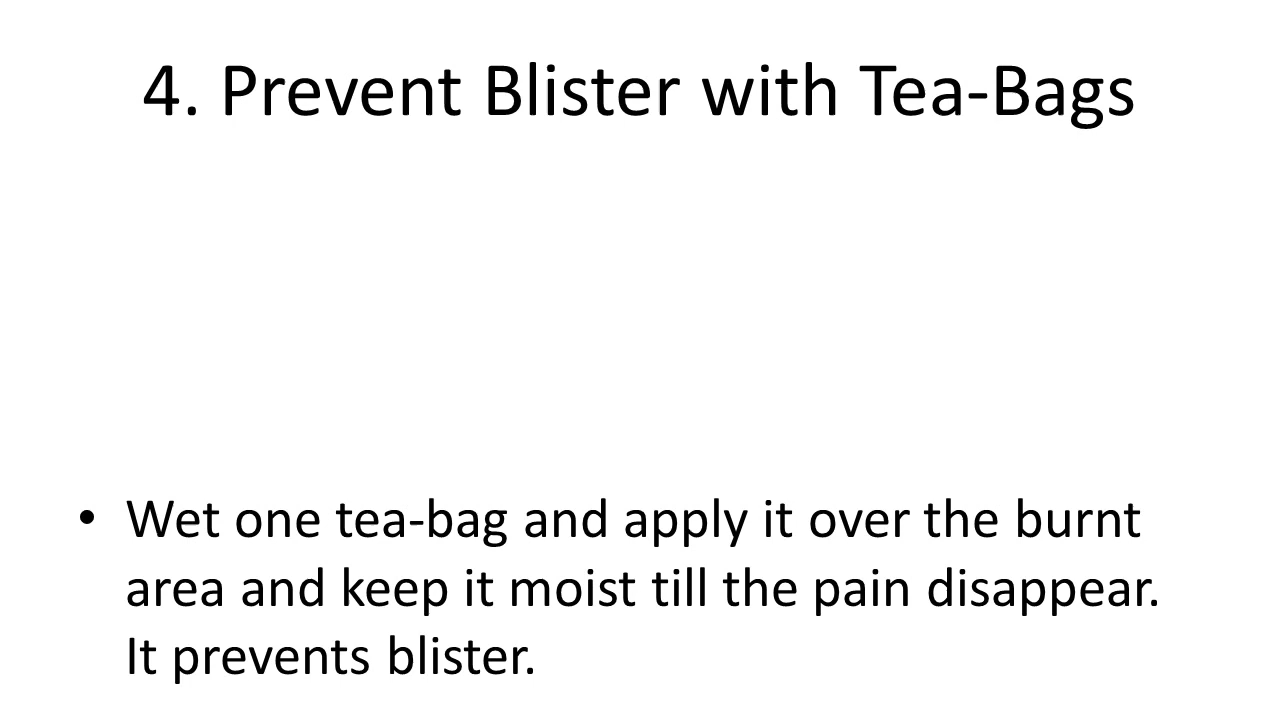 4. Prevent Blister with Tea-Bags
• Wet one tea-bag and apply it over the burnt
area and keep it moist till the pain disappear.
It prevents blister.